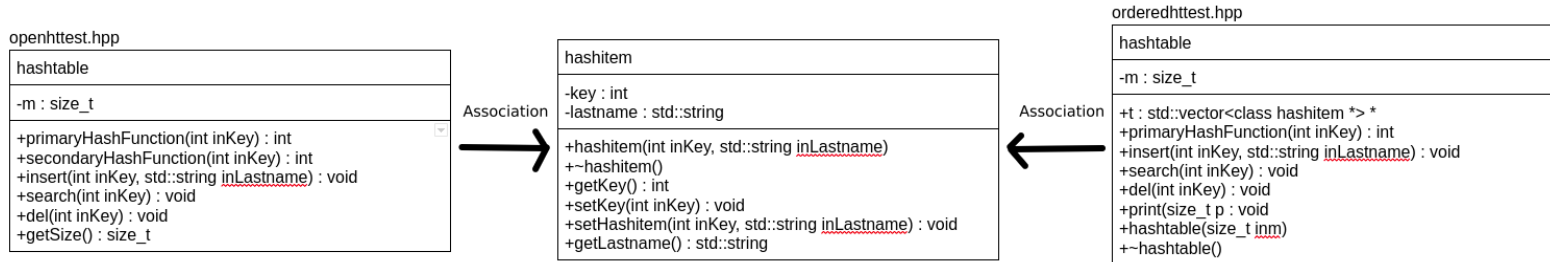 openhttest.hpp
hashtable
-m : size_t
+primaryHashFunction(int inKey) : int
+secondaryHashFunction(int inKey) : int
+insert(int inKey, std::string inLastname) : void
+search(int inKey) : void
+del(int inKey) : void
+getSize() : size_t
Association
hashitem
-key : int
-lastname : std::string
+hashitem(int inKey, std::string inLastname)
+~hashitem()
+getKey() : int
+setKey(int inKey) : void
+setHashitem(int inKey, std::string inLastname) : void
+getLastname() : std::string
Association
orderedhttest.hpp
hashtable
-m : size_t
+t : std::vector<class hashitem *> *
+primaryHashFunction(int inKey) : int
+insert(int inKey, std::string inLastname) : void
+search(int inKey) : void
+del(int inKey) : void
+print(size_t p : void
+hashtable(size_t inm)
+~hashtable()